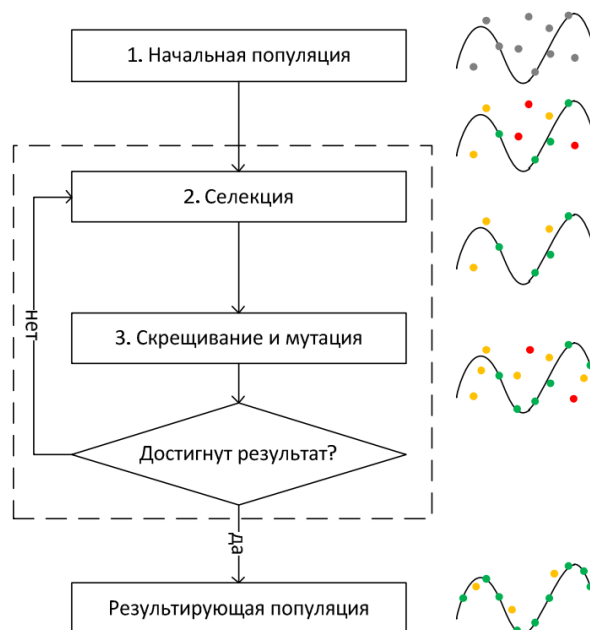 1. Начальная популяция
2. Селекция
3. Скрещивание и мутация
нет
Достигнут результат?
да
Результирующая популяция